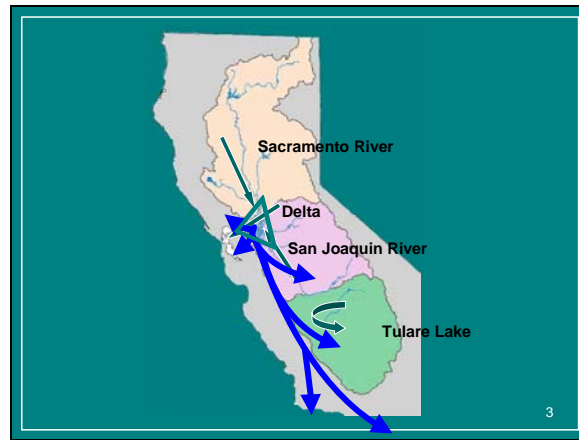 Sacramento River
Delta
San Joaquin River
Tulare Lake
3